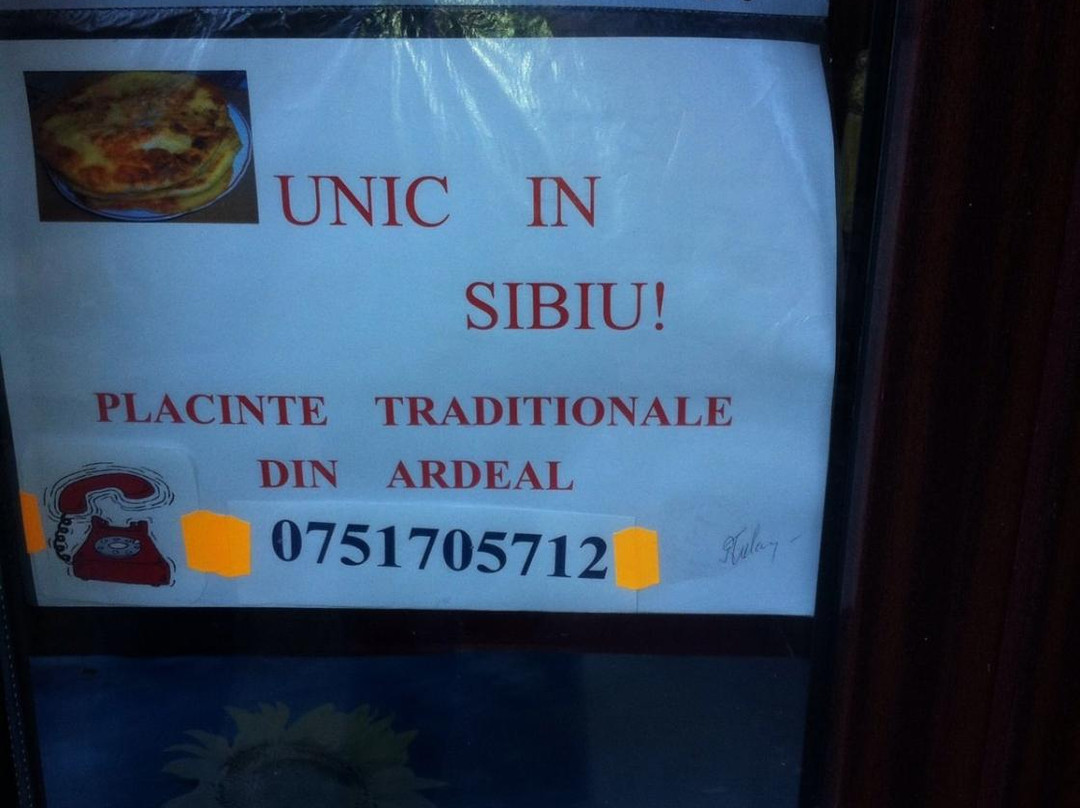 UNIC IN
SIBIU!
PLACINTE TRADITIONALE
DIN ARDEAL
0751705712